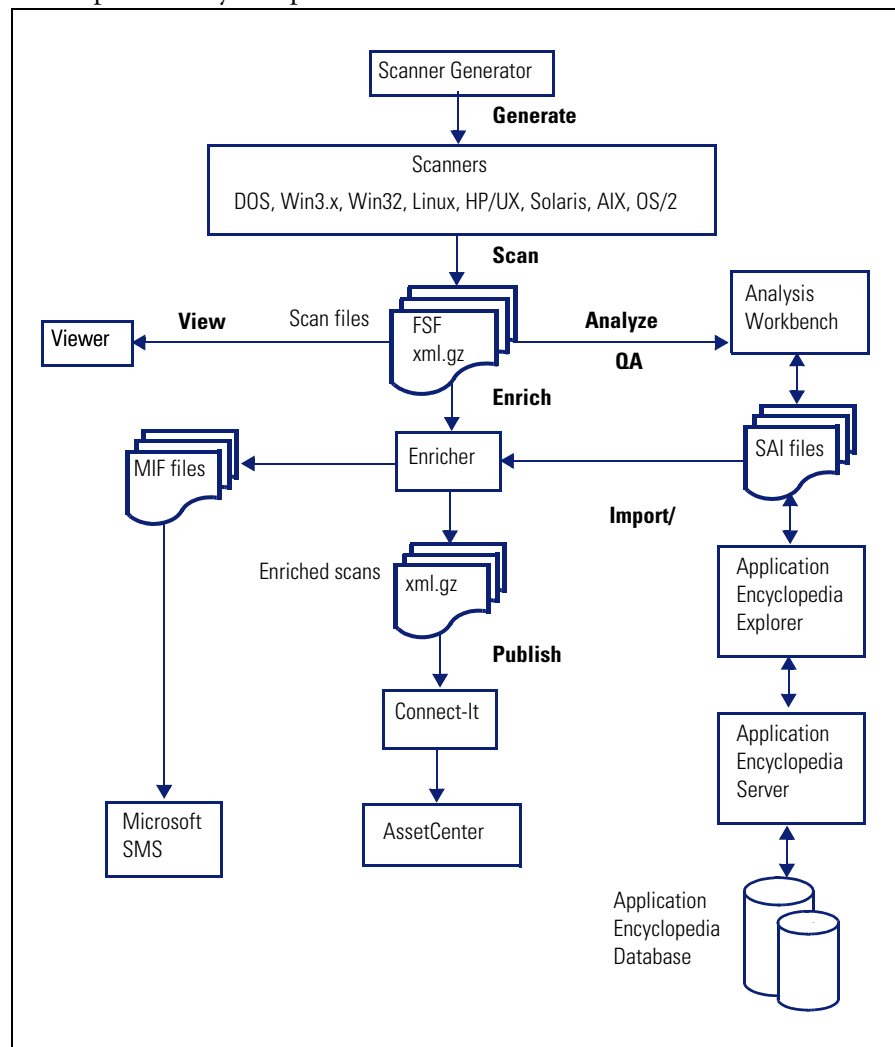 Scanner Generator
Generate
Scanners
DOS, Win3.x, Win32, Linux, HP/UX, Solaris, AIX, OS/2
Scan
Analysis
Workbench
View
Scan files
FSF
xml.gz
Analyze
QA
Viewer
Enrich
MIF files
Enricher
SAI files
Import/
Enriched scans
xml.gz
Application
Encyclopedia
Explorer
Publish
Connect-It
Application
Encyclopedia
Server
Microsoft
SMS
AssetCenter
Application
Encyclopedia
Database